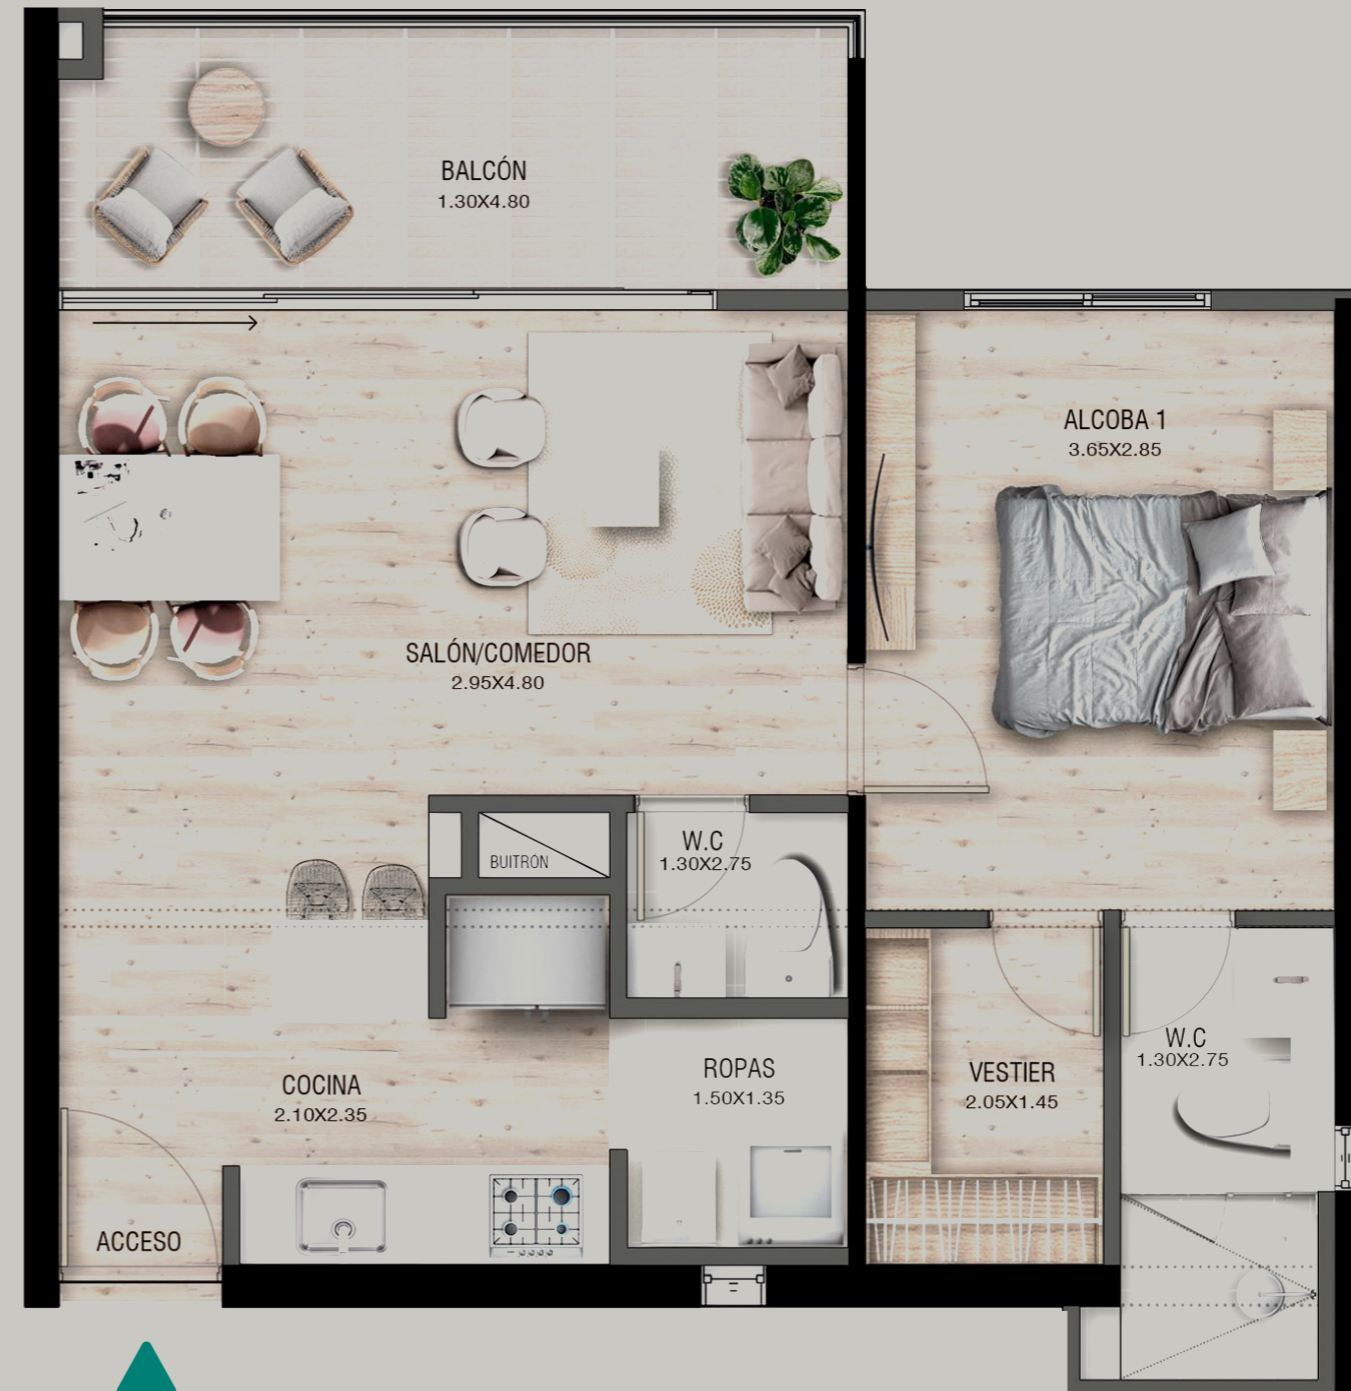 BALCÓN
1.30X4.80
ALCOBA 1
3.65X2.85
SALÓN/COMEDOR
2.95X4.80
W.C
1.30X2.75
BUITRÓN
COCINA
2.10X2.35
ROPAS
1.50X1.35
VESTIER
2.05X1.45
W.C
1.30X2.75
ACCESO